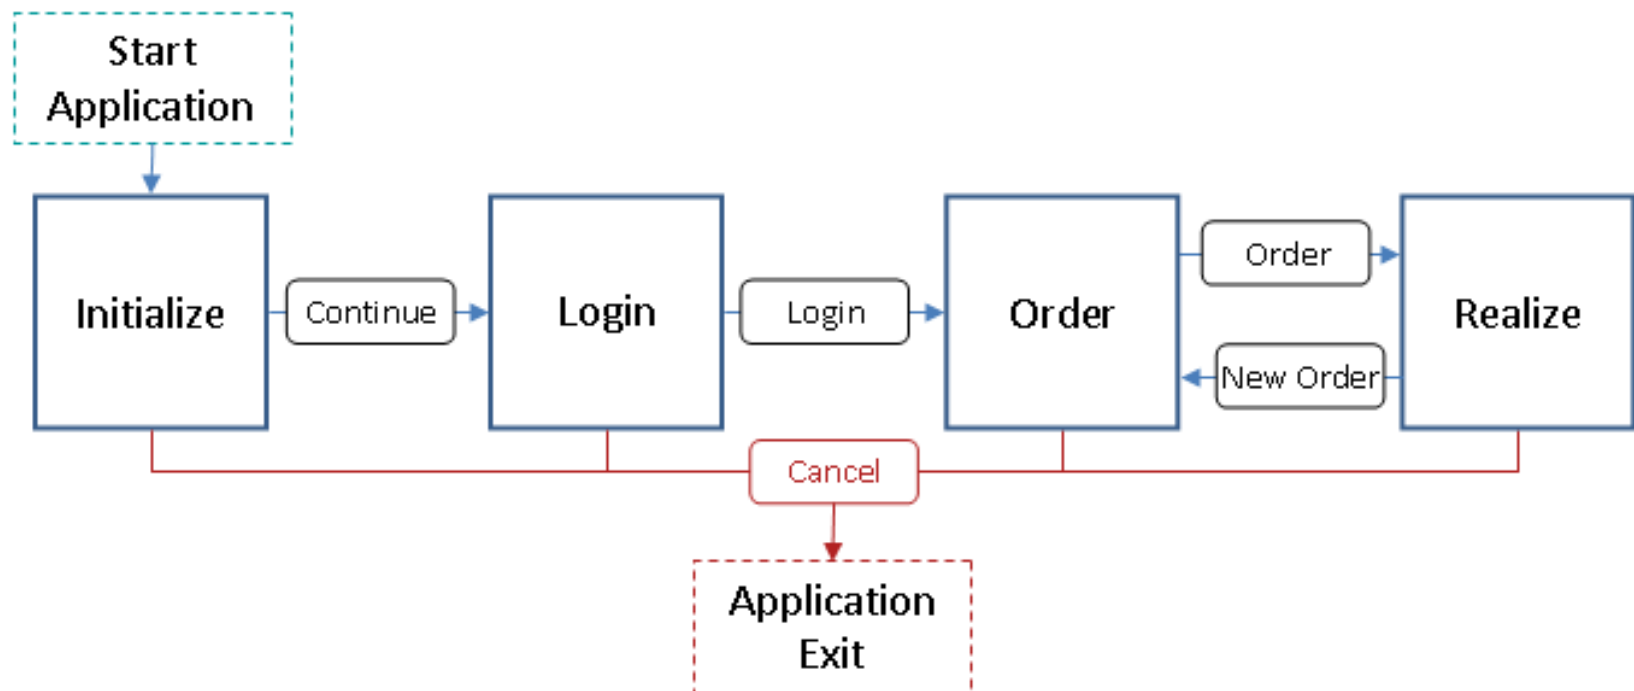 Start
Application
Initialize
Continue
Login
Login
Order
Order
New Order
Realize
Cancel
Application
Exit